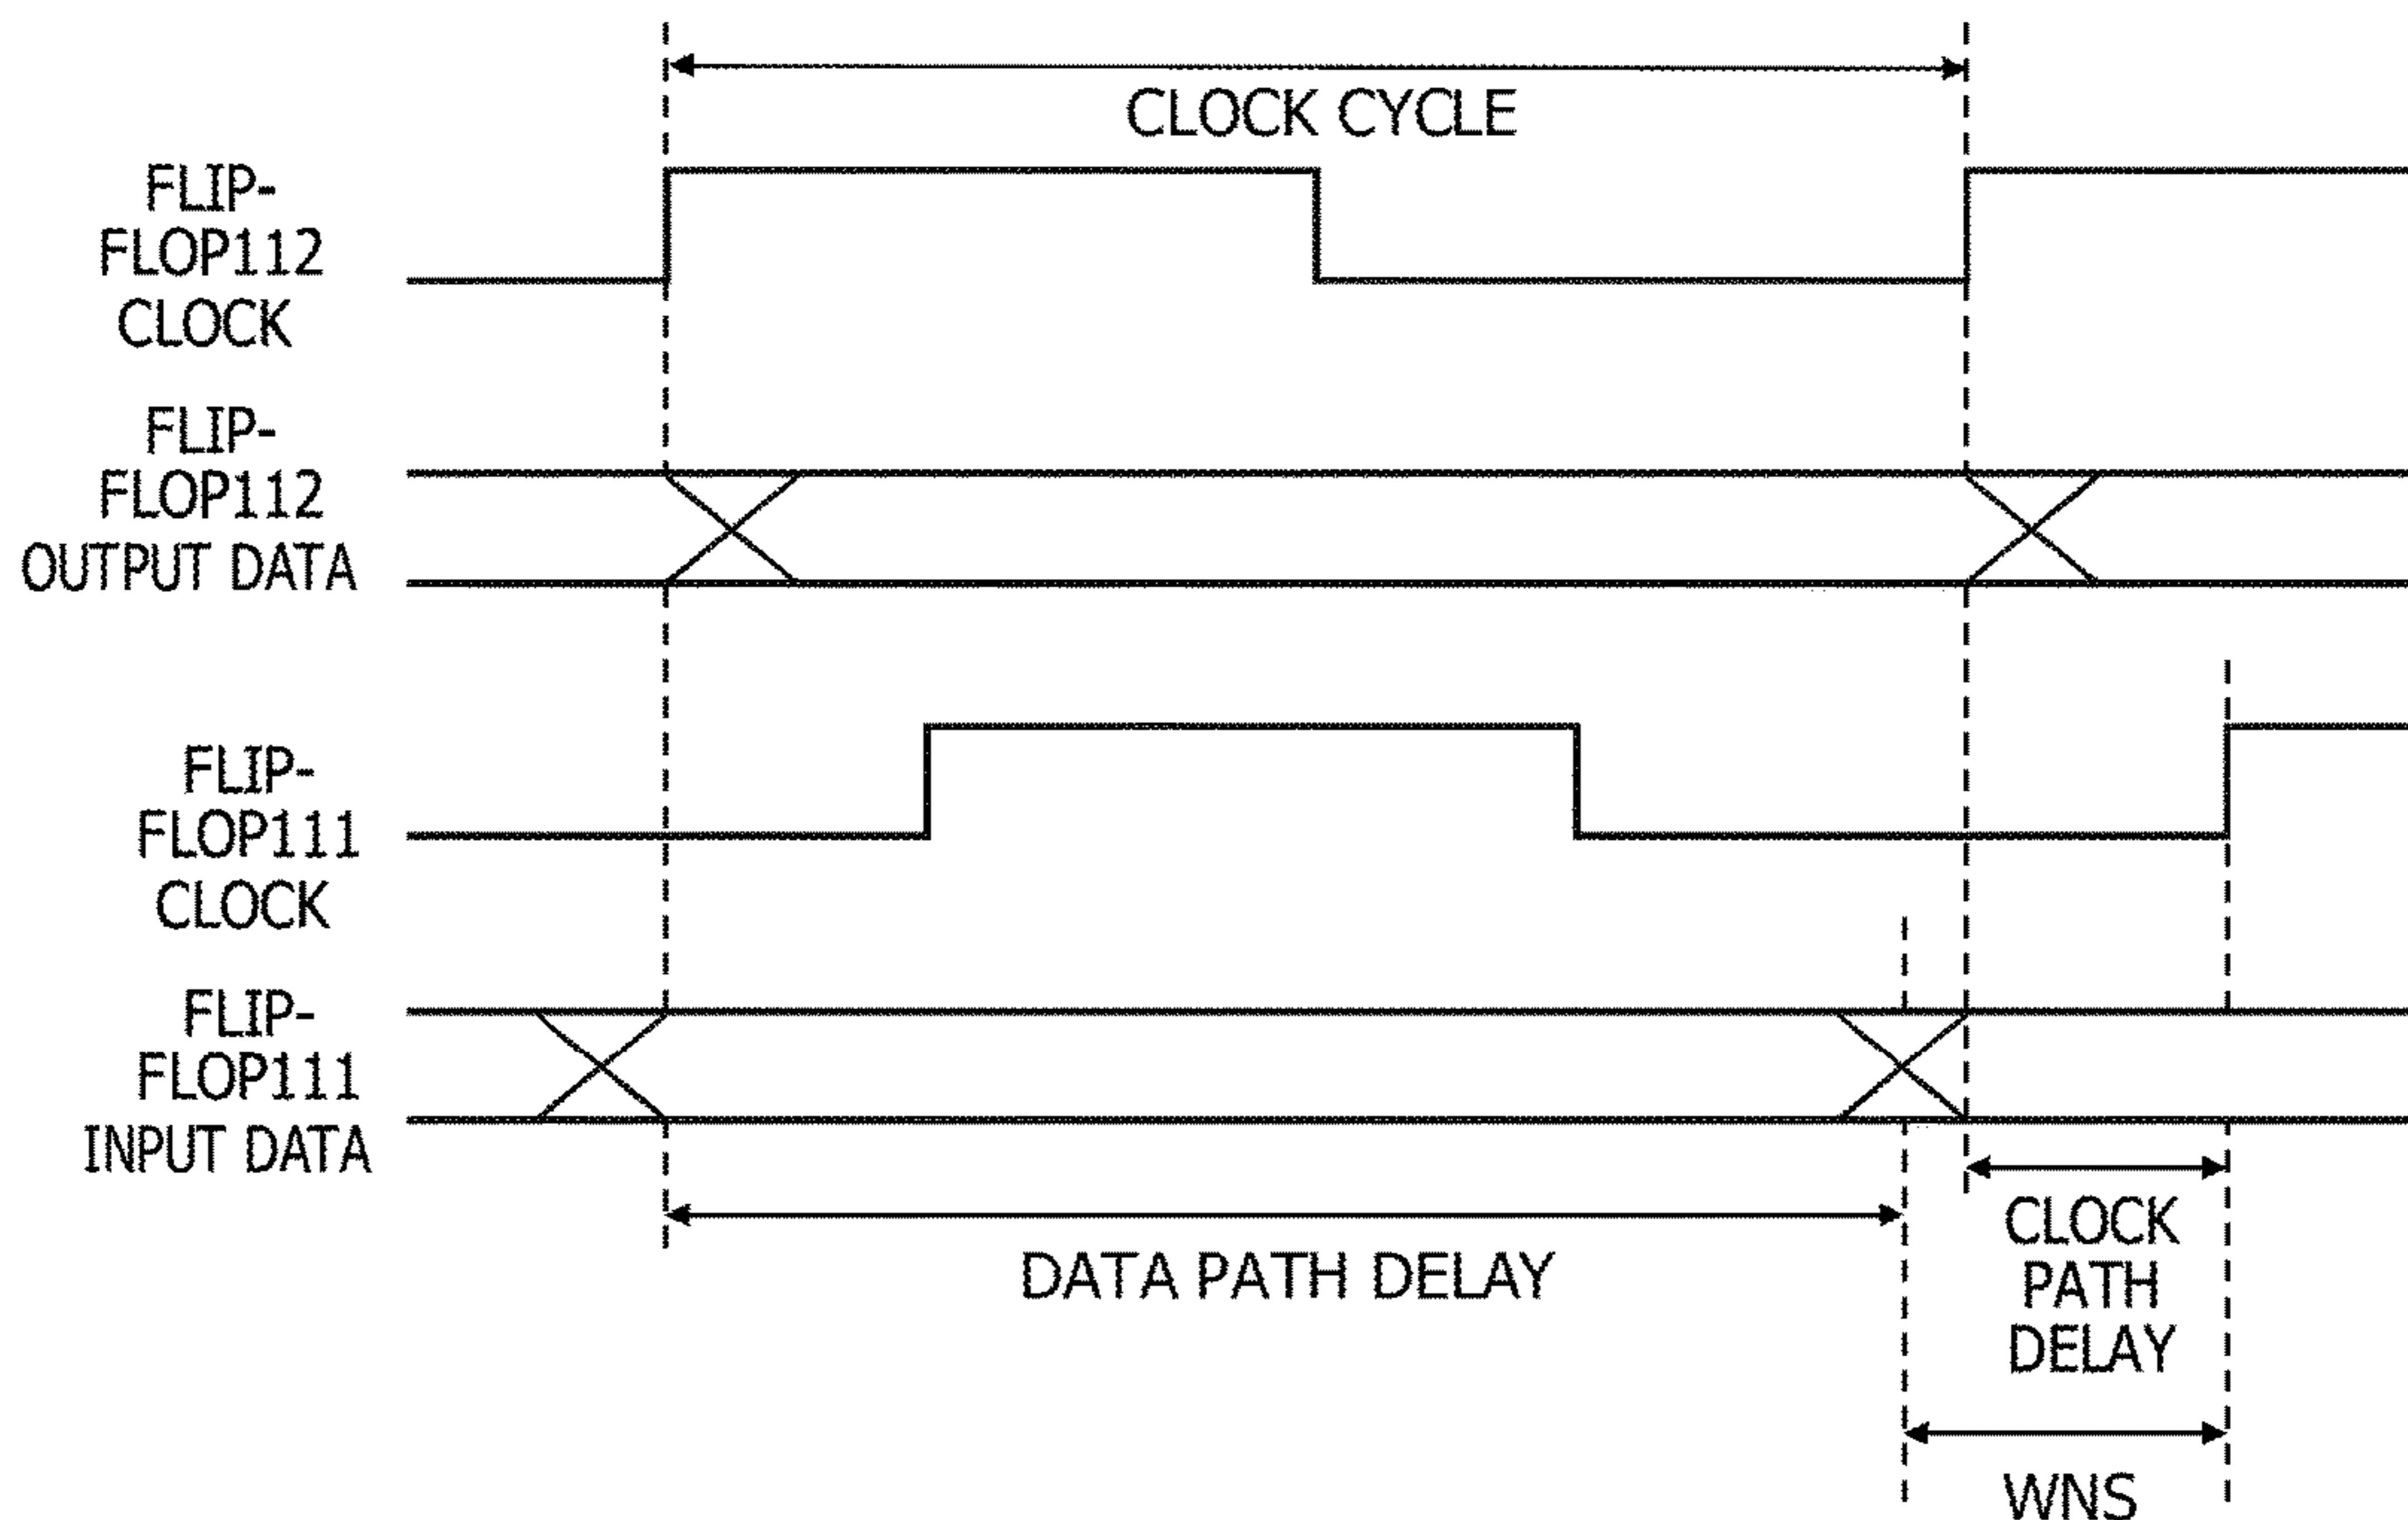 CLOCK CYCLE
FLIP-
FLOP112
CLOCK
FLIP-
FLOP112
OUTPUT DATA
FLIP-
FLOP111
CLOCK
FLIP-
FLOP111
INPUT DATA
DATA PATH DELAY
CLOCK
PATH
DELAY
WNS